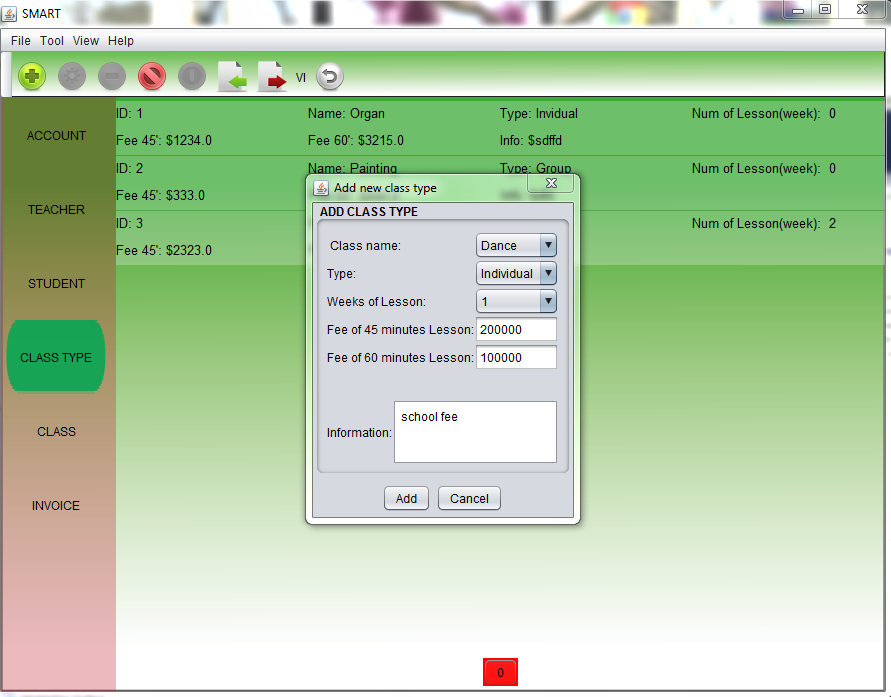 SMART
File Tool View Help
VI
ACCOUNT
TEACHER
STUDENT
CLASS TYPE
CLASS
INVOICE
ID: 1 Name: Organ Type: Invidual Num of Lesson(week): 0
Fee 45': $1234.0 Fee 60': $3215.0 Info: $sdffd
ID: 2 Name: Painting Type: Group Num of Lesson(week): 0
Fee 45': $333.0
ID: 3 Num of Lesson(week): 2
Fee 45': $2323.0
Add new class type
ADD CLASS TYPE
Class name: Dance
Type: Individual
Weeks of Lesson: 1
Fee of 45 minutes Lesson: 200000
Fee of 60 minutes Lesson: 100000
Information: school fee
Add Cancel
0